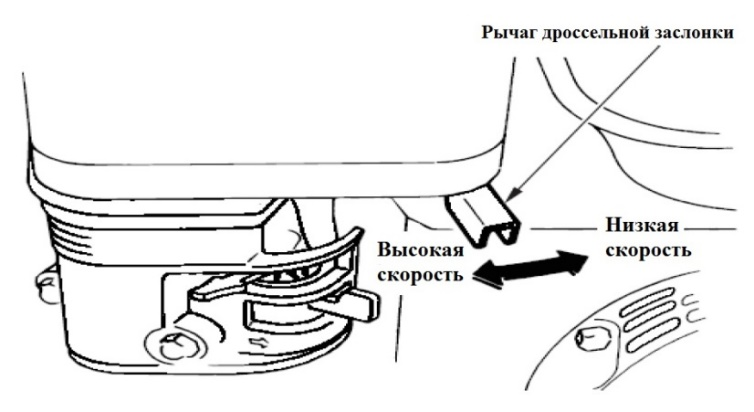 Рычаг дроссельной заслонки
Высокая
скорость
Низкая
скорость